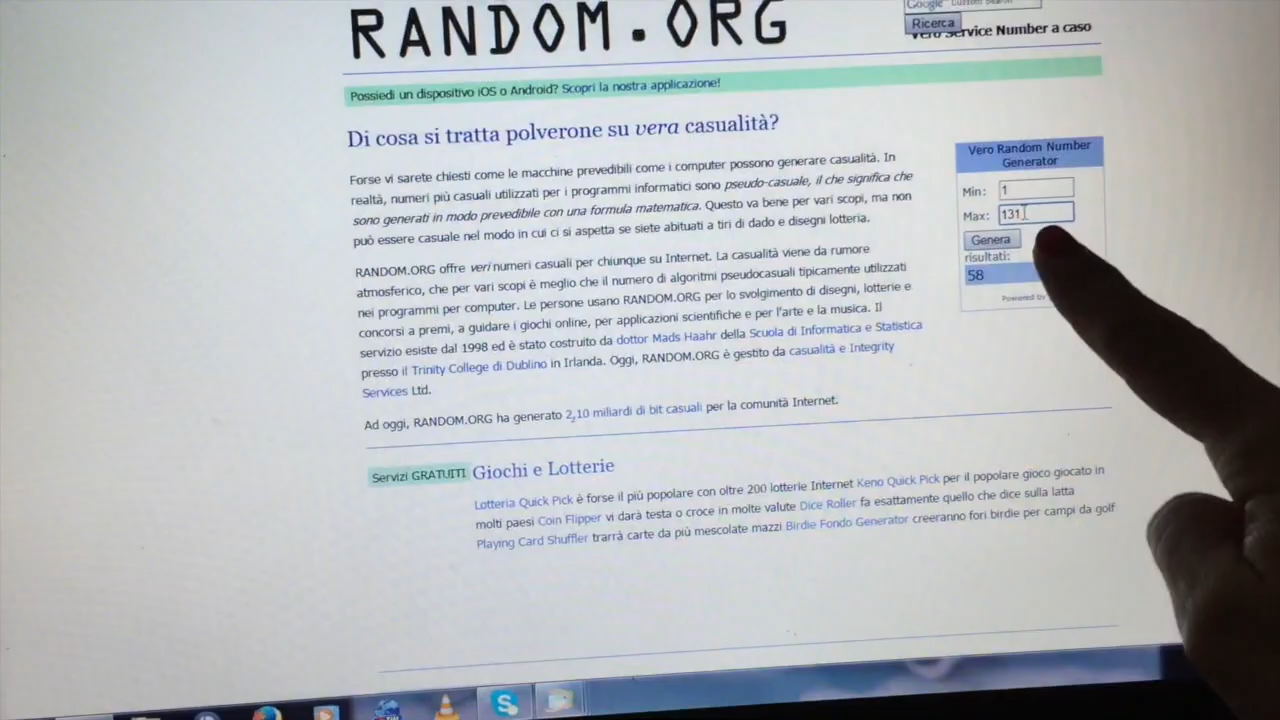 RANDOM.ORG
Ricerca
Vero Service Number a caso
Possiedi un dispositivo iOS o Android? Scopri la nostra applicazione!
Di cosa si tratta polverone su vera casualità?
Forse vi sarete chiesti come le macchine prevedibili come i computer possono generare casualità. In
realtà, numeri più casuali utilizzati per i programmi informatici sono pseudo-casuale, il che significa che
sono generati in modo prevedibile con una formula matematica. Questo va bene per vari scopi, ma non
può essere casuale nel modo in cui ci si aspetta se siete abituati a tiri di dado e disegni lotteria.
RANDOM.ORG offre veri numeri casuali per chiunque su Internet. La casualità viene da rumore
atmosferico, che per vari scopi è meglio che il numero di algoritmi pseudocasuali tipicamente utilizzati
nei programmi per computer. Le persone usano RANDOM.ORG per lo svolgimento di disegni, lotterie e
concorsi a premi, a guidare i giochi online, per applicazioni scientifiche e per l'arte e la musica. Il
servizio esiste dal 1998 ed è stato costruito da dottor Mads Haahr della Scuola di Informatica e Statistica
presso il Trinity College di Dublino in Irlanda. Oggi, RANDOM.ORG è gestito da casualità e Integrity
Services Ltd.
Ad oggi, RANDOM.ORG ha generato 2,10 miliardi di bit casuali per la comunità Internet.
Vero Random Number
Generator
Min: 1
Max: 131
Genera
risultati:
58
Powered by
Servizi GRATUITI
Giochi e Lotterie
Lotteria Quick Pick è forse il più popolare con oltre 200 lotterie Internet Keno Quick Pick per il popolare gioco giocato in
molti paesi Coin Flipper vi darà testa o croce in molte valute Dice Roller fa esattamente quello che dice sulla latta
Playing Card Shuffler trarrà carte da più mescolate mazzi Birdie Fondo Generator creeranno fori birdie per campi da golf